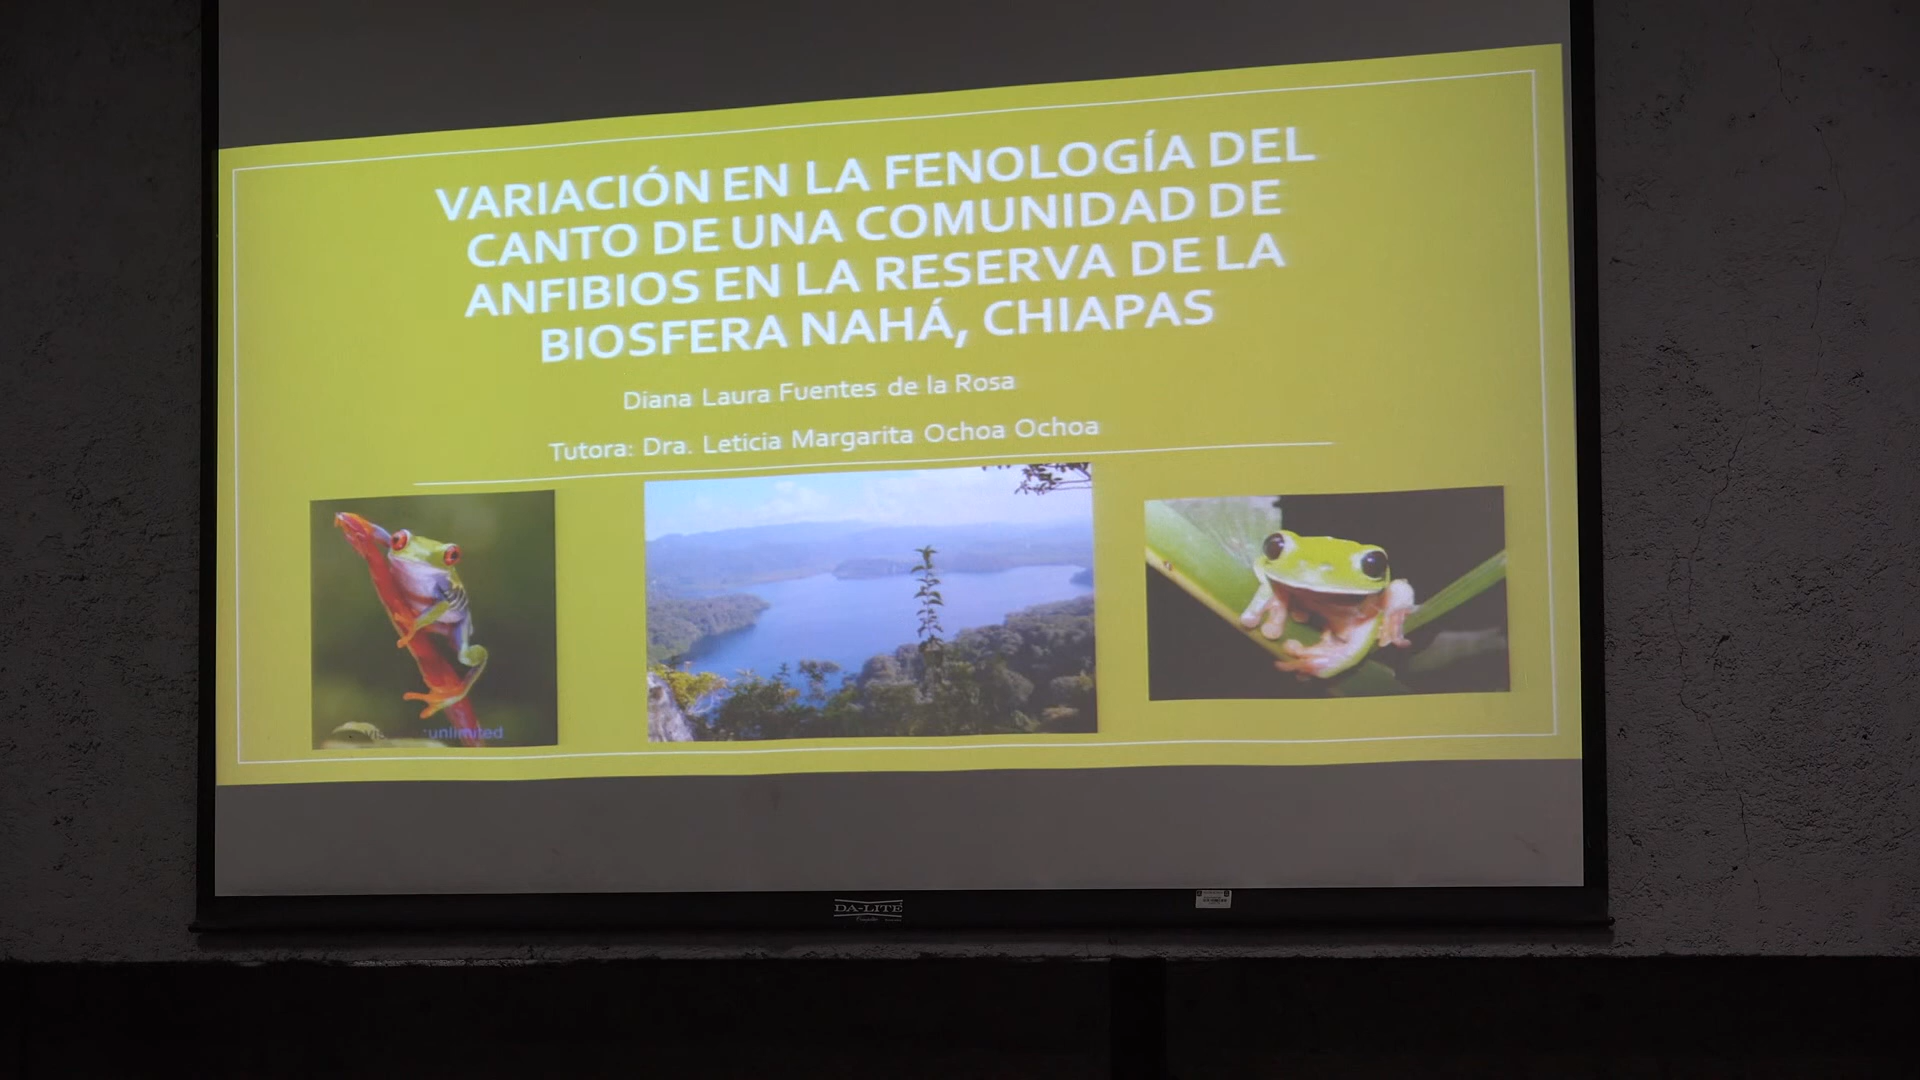 VARIACIÓN EN LA FENOLOGÍA DEL
CANTO DE UNA COMUNIDAD DE
ANFIBIOS EN LA RESERVA DE LA
BIOSFERA NAHÁ, CHIAPAS
Diana Laura Fuentes de la Rosa
Tutora: Dra. Leticia Margarita Ochoa Ochoa
unlimited
DA-LITE